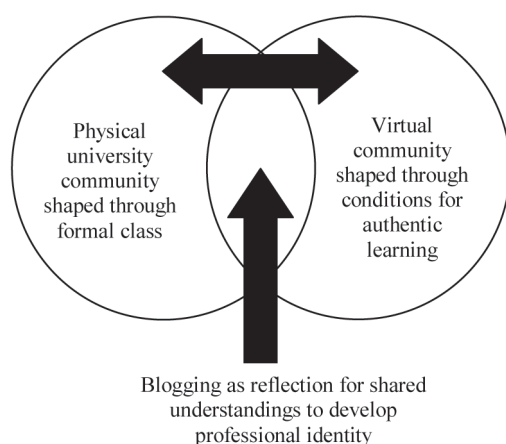 Physical
university
community
shaped through
formal class
Virtual
community
shaped through
conditions for
authentic
learning
Blogging as reflection for shared
understandings to develop
professional identity